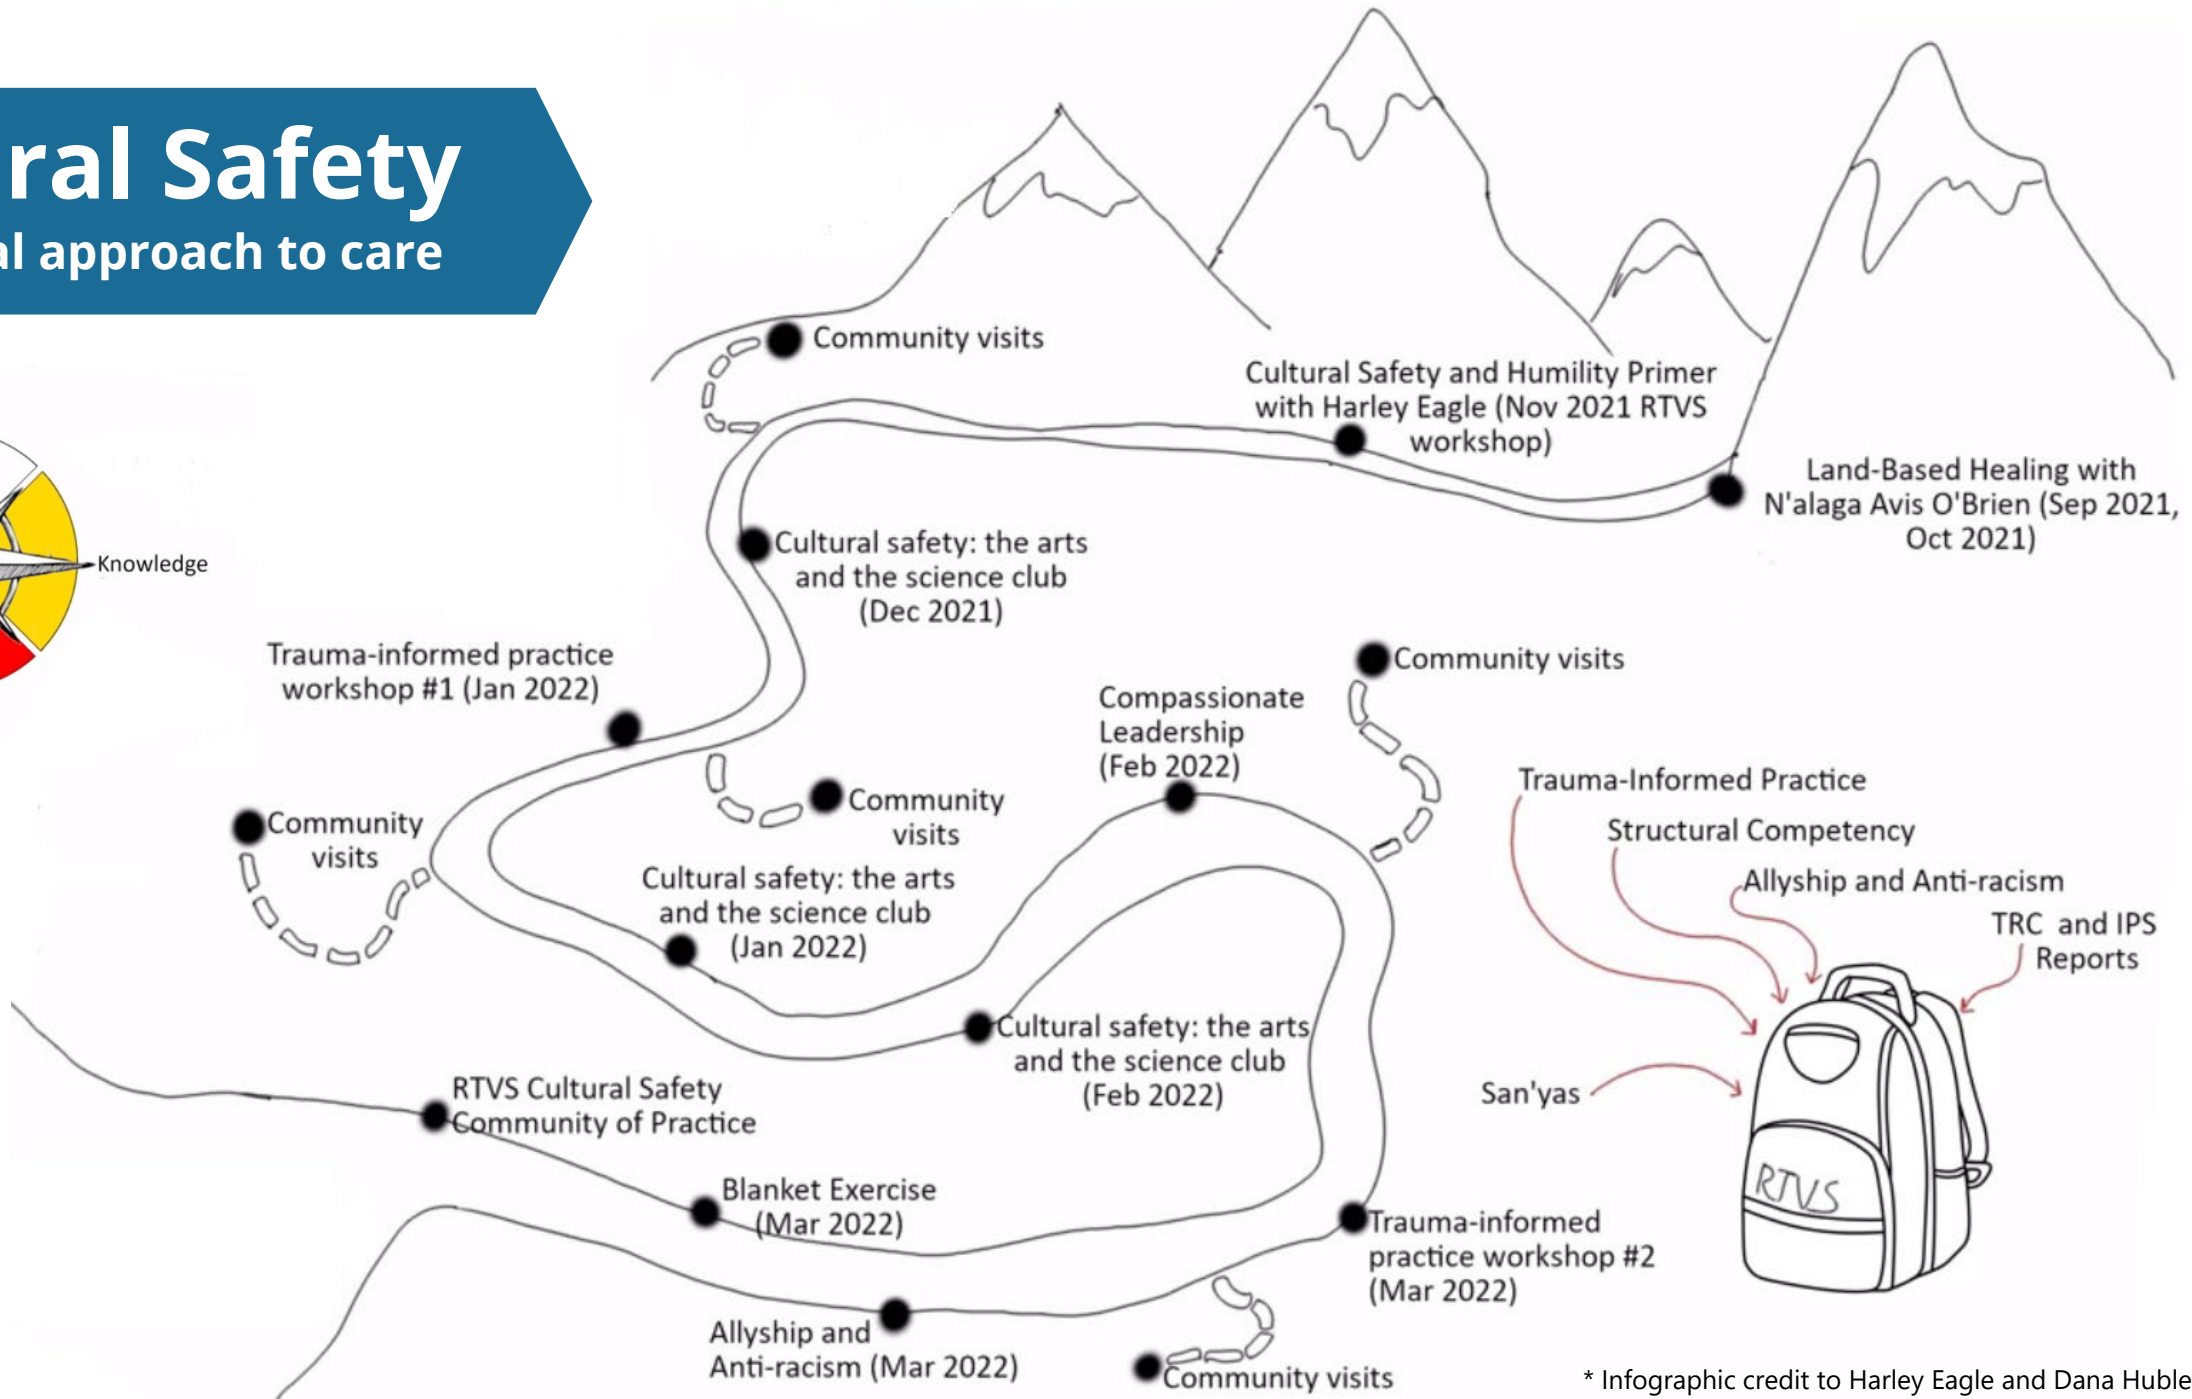 ral Safety
al approach to care
Community visits
Cultural Safety and Humility Primer
with Harley Eagle (Nov 2021 RTVS
workshop)
Land-Based Healing with
N'alaga Avis O'Brien (Sep 2021,
Oct 2021)
Knowledge
Cultural safety: the arts
and the science club
(Dec 2021)
Trauma-informed practice
workshop #1 (Jan 2022)
Community visits
Compassionate
Leadership
(Feb 2022)
Community
visits
Community
visits
Cultural safety: the arts
and the science club
(Jan 2022)
Trauma-Informed Practice
Structural Competency
Allyship and Anti-racism
TRC and IPS
Reports
San'yas
RTVS
Cultural safety: the arts
and the science club
(Feb 2022)
RTVS Cultural Safety
Community of Practice
Blanket Exercise
(Mar 2022)
Trauma-informed
practice workshop #2
(Mar 2022)
Allyship and
Anti-racism (Mar 2022)
Community visits
* Infographic credit to Harley Eagle and Dana Huble